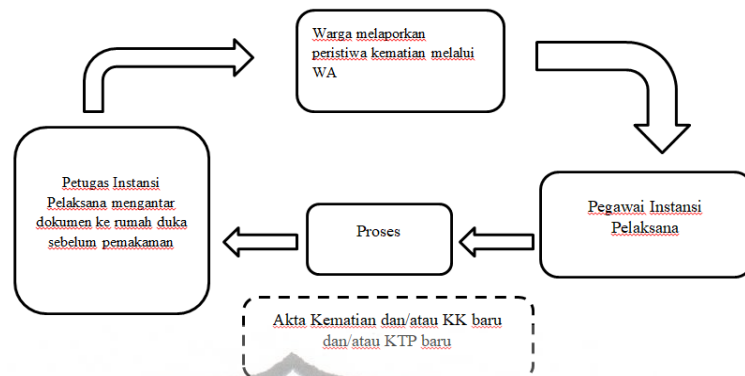 Warga melaporkan
peristiwa kematian melalui
WA
Petugas Instansi
Pelaksana mengantar
dokumen ke rumah duka
sebelum pemakaman
Proses
Pegawai Instansi
Pelaksana
Akta Kematian dan/atau KK baru
dan/atau KTP baru